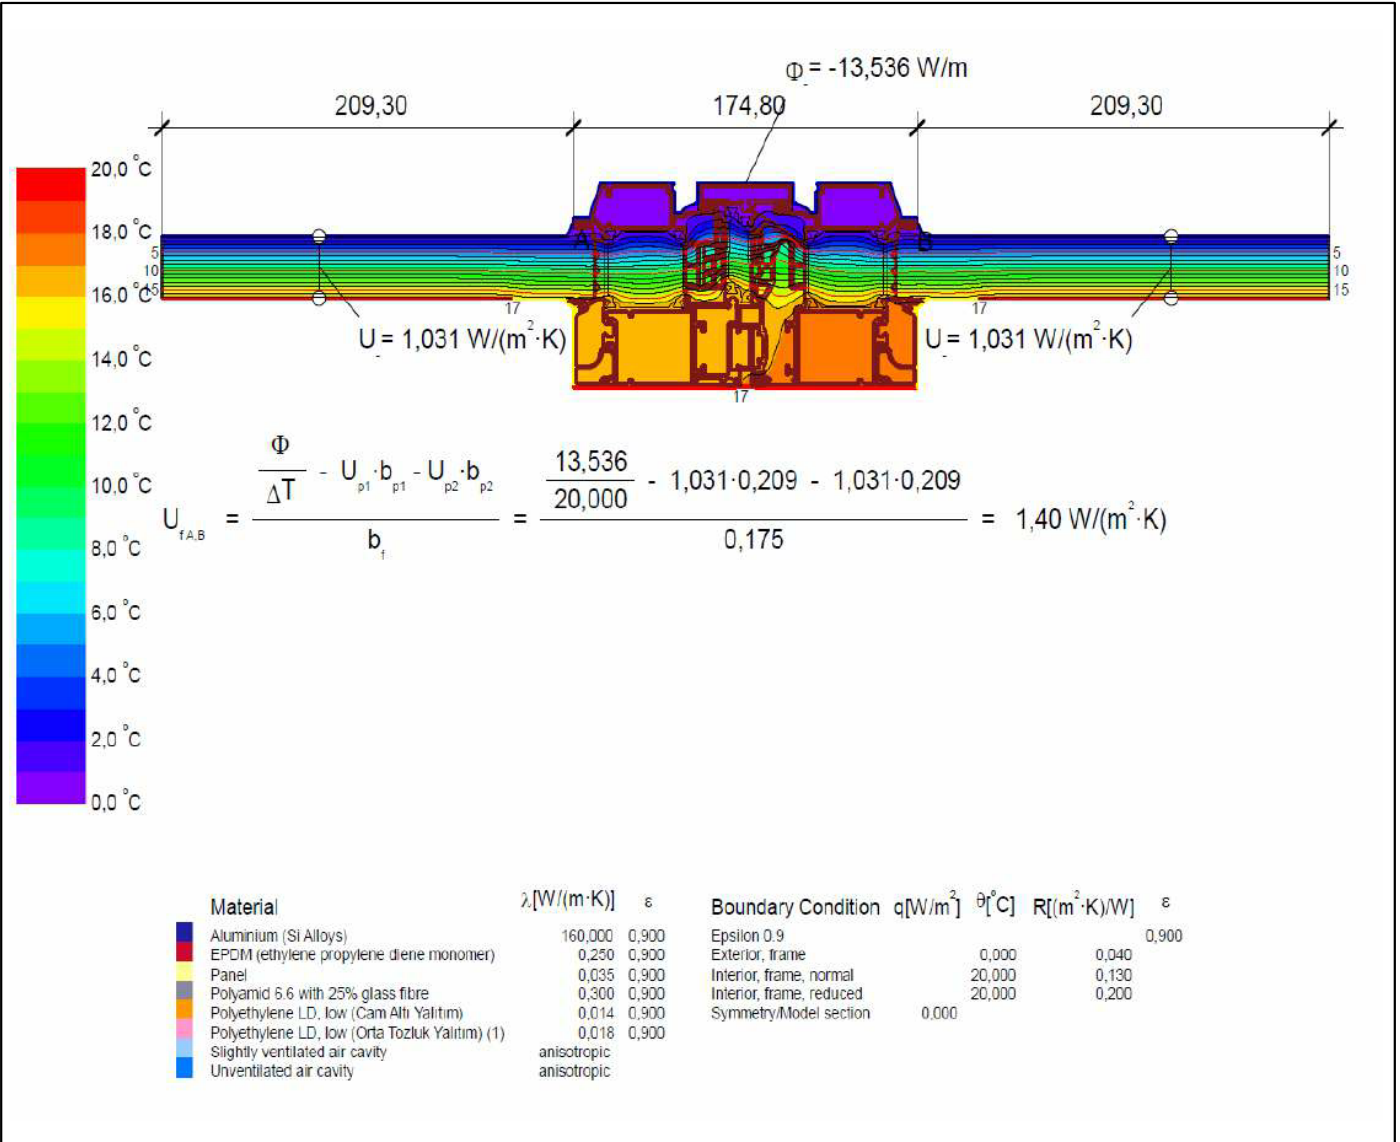 Φ = -13,536 W/m
209,30 174,80 209,30
20,0 °C
18,0 °C
16,0 °C
14,0 °C
12,0 °C
10,0 °C
8,0 °C
6,0 °C
4,0 °C
2,0 °C
0,0 °C
A B
5 5
10 10
15 15
17 17
U = 1,031 W/(m²·K) U = 1,031 W/(m²·K)
17
Φ
ΔT - Up1·bp1 - Up2·bp2 13,536
20,000 - 1,031·0,209 - 1,031·0,209
UfA,B = = = 1,40 W/(m²·K)
bf 0,175
Material λ[W/(m·K)] ε
Aluminium (Si Alloys) 160,000 0,900
EPDM (ethylene propylene diene monomer) 0,250 0,900
Panel 0,035 0,900
Polyamid 6.6 with 25% glass fibre 0,300 0,900
Polyethylene LD, low (Cam Altı Yalıtım) 0,014 0,900
Polyethylene LD, low (Orta Tozluk Yalıtım) (1) 0,018 0,900
Slightly ventilated air cavity anisotropic
Unventilated air cavity anisotropic
Boundary Condition q[W/m²] θ[°C] R[(m²·K)/W] ε
Epsilon 0.9 0,900
Exterior, frame 0,000 0,040
Interior, frame, normal 20,000 0,130
Interior, frame, reduced 20,000 0,200
Symmetry/Model section 0,000